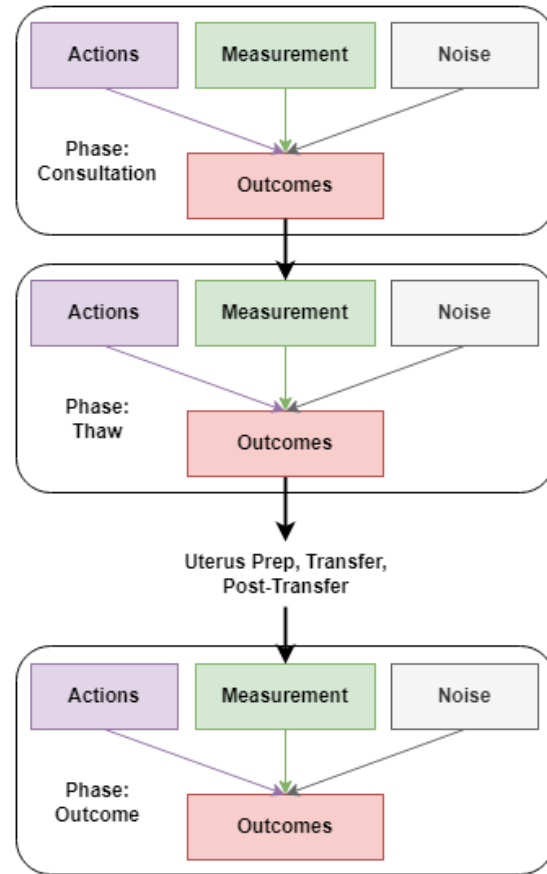 Actions
Measurement
Noise
Phase:
Consultation
Outcomes
Actions
Measurement
Noise
Phase:
Thaw
Outcomes
Uterus Prep, Transfer,
Post-Transfer
Actions
Measurement
Noise
Phase:
Outcome
Outcomes